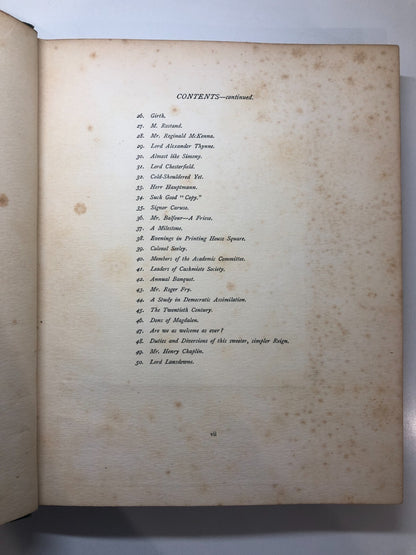 CONTENTS—continued.
26. Girth.
27. M. Rostand.
28. Mr. Reginald McKenna.
29. Lord Alexander Thynne.
30. Almost like Simony.
31. Lord Chesterfield.
32. Cold-Shouldered Yet.
33. Herr Hauptmann.
34. Such Good "Copy."
35. Signor Caruso.
36. Mr. Balfour—A Frieze.
37. A Milestone.
38. Evenings in Printing House Square.
39. Colonel Seeley.
40. Members of the Academic Committee.
41. Leaders of Cashmiote Society.
42. Annual Banquet.
43. Mr. Roger Fry.
44. A Study in Democratic Assimilation.
45. The Twentieth Century.
46. Dons of Magdalen.
47. Are we as welcome as ever?
48. Duties and Diversions of this sweeter, simpler Reign.
49. Mr. Henry Chaplin.
50. Lord Lansdowne.
vii